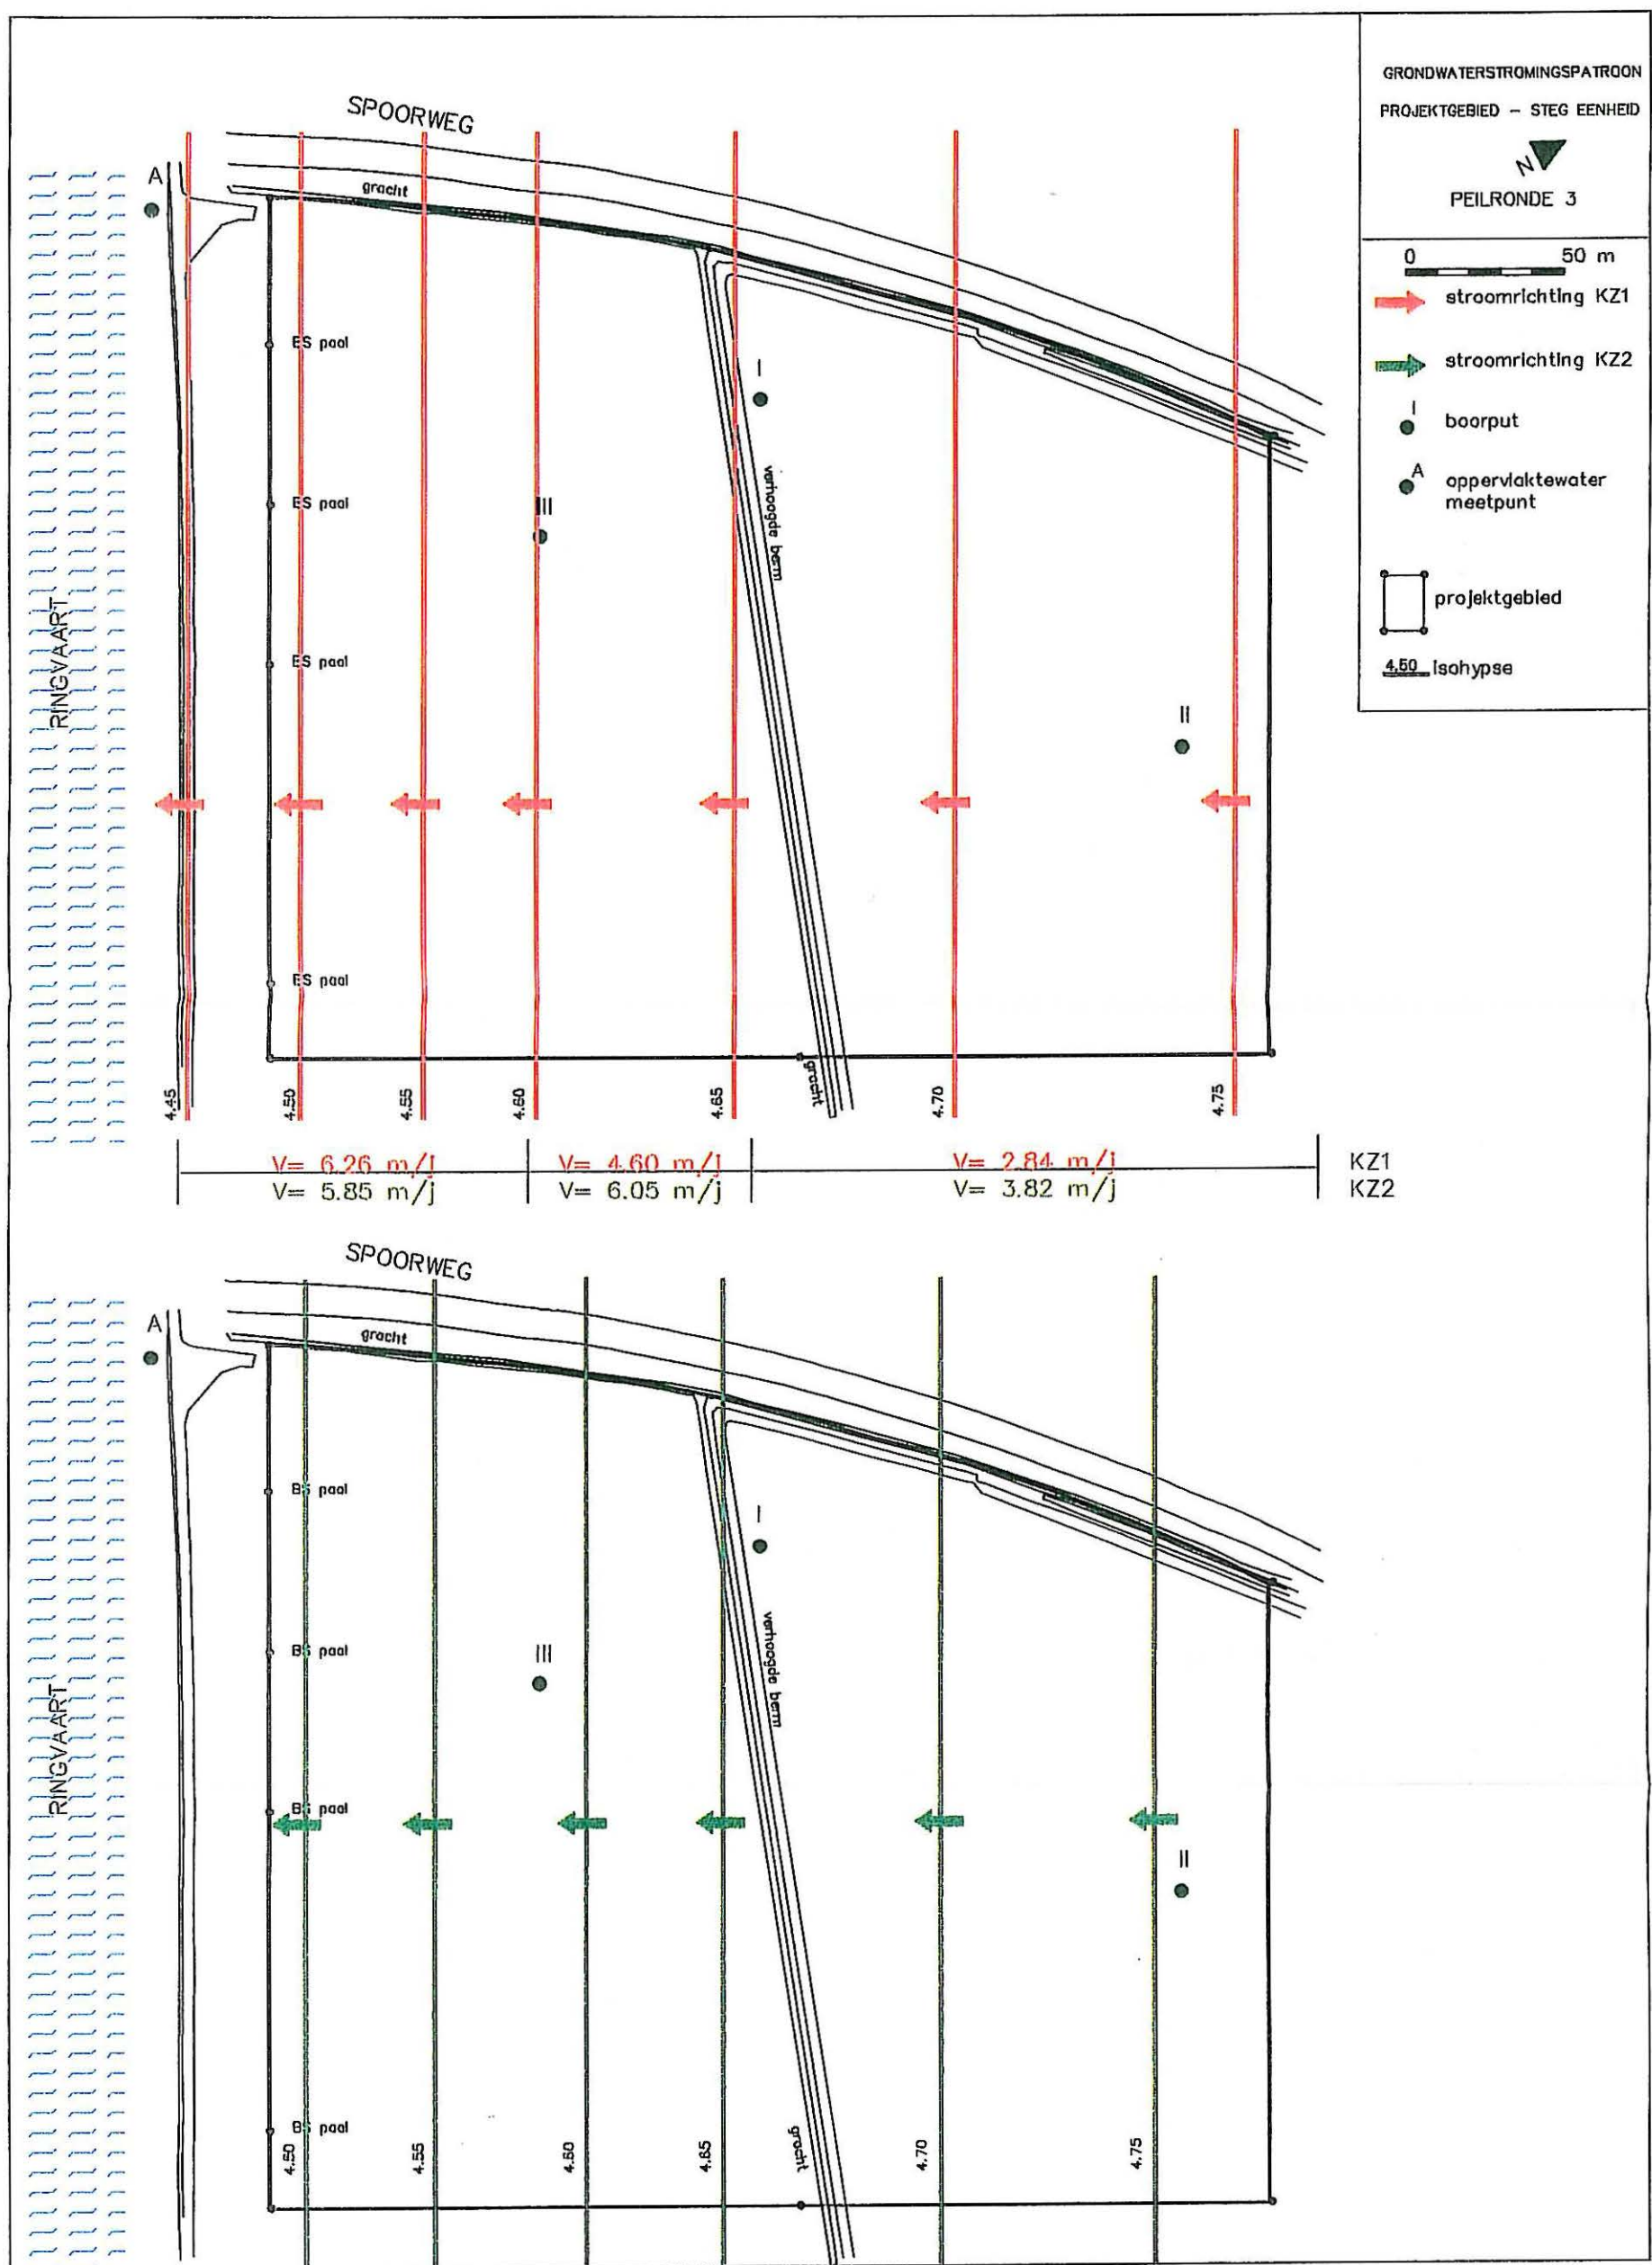 GRONDWATERSTROMINGSPATROON
PROJEKTGEBIED – STEG EENHEID
N
PEILRONDE 3
0 50 m
stroomrichting KZ1
stroomrichting KZ2
I
boorput
A
oppervlaktewater
meetpunt
projektgebied
4.50 isohypse
SPOORWEG
A
gracht
BS paal
I
BS paal
III
verhoogde berm
RINGVAART
BS paal
II
BS paal
gracht
4.45 4.50 4.55 4.60 4.65 4.70 4.75
V= 6.26 m/j V= 4.60 m/j V= 2.84 m/j KZ1
V= 5.85 m/j V= 6.05 m/j V= 3.82 m/j KZ2
SPOORWEG
A
gracht
BS paal
I
BS paal
III
verhoogde berm
RINGVAART
BS paal
II
BS paal
gracht
4.50 4.55 4.60 4.65 4.70 4.75